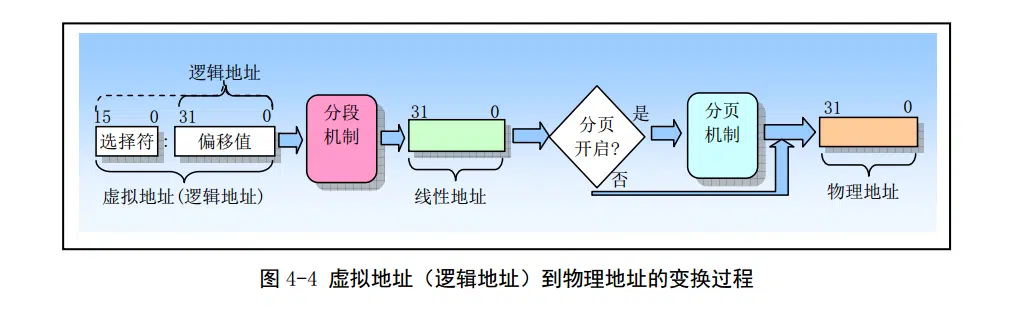 逻辑地址
15 0 31 0
选择符 : 偏移值
虚拟地址(逻辑地址)
分段
机制
31 0
线性地址
分页
开启?
是
否
分页
机制
31 0
物理地址
图 4-4 虚拟地址（逻辑地址）到物理地址的变换过程